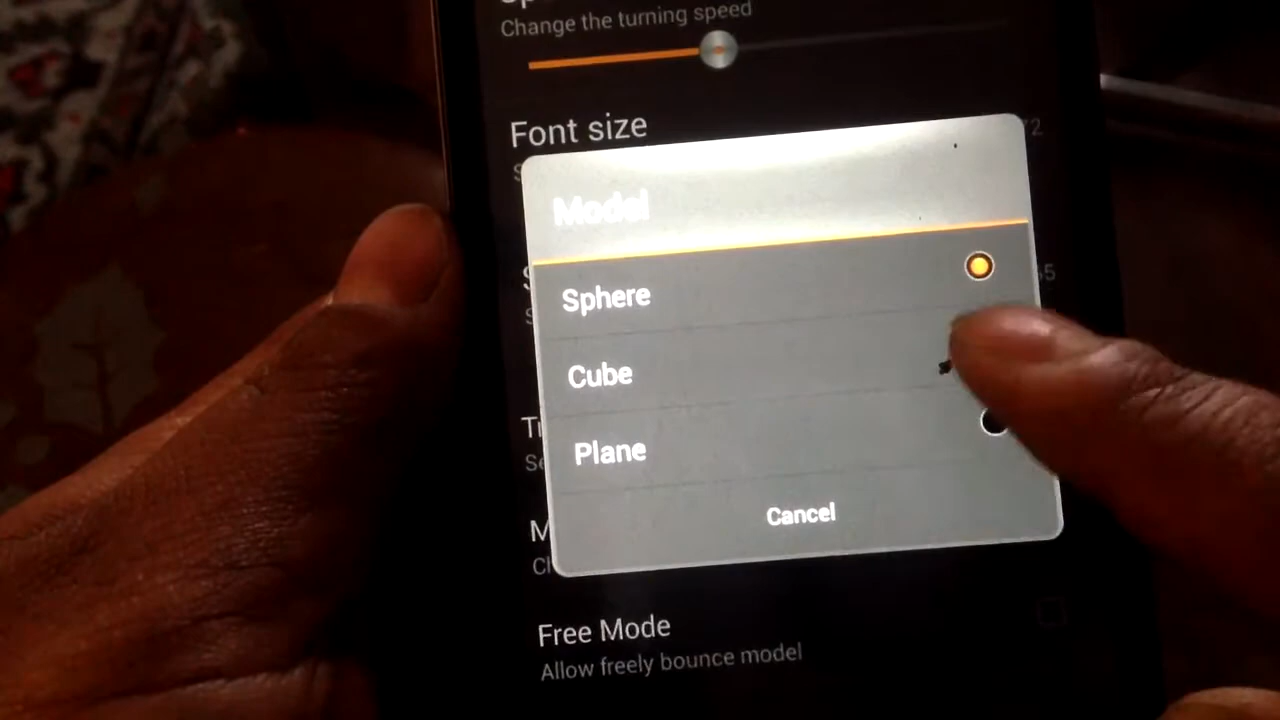 Change the turning speed
Font size
Model
Sphere
Cube
Plane
Cancel
Free Mode
Allow freely bounce model